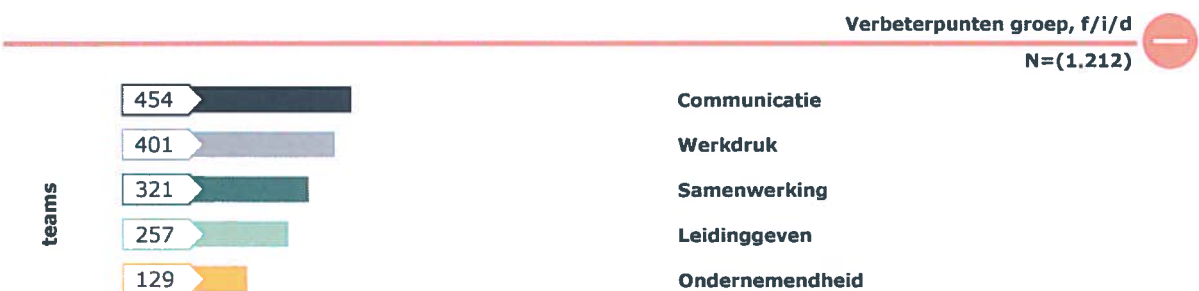 Verbeterpunten groep, f/i/d
N=(1.212)
454 Communicatie
401 Werkdruk
321 Samenwerking
teams
257 Leidinggeven
129 Ondernemendheid